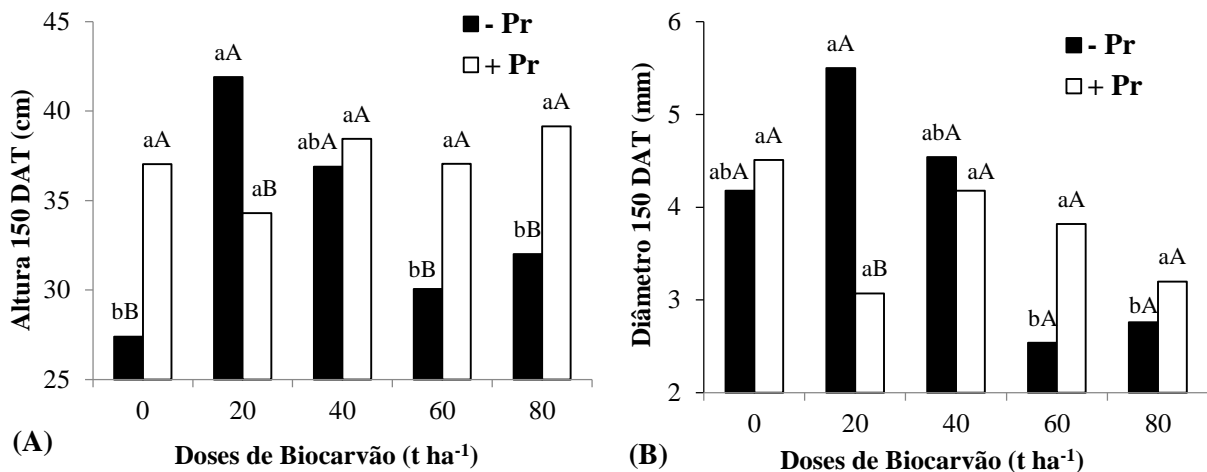 Altura 150 DAT (cm)
45
40
35
30
25
- Pr
+ Pr
bB
aA
aA
aB
abA
aA
bB
aA
bB
aA
0 20 40 60 80
Doses de Biocarvão (t ha⁻¹)
(A)
Diâmetro 150 DAT (mm)
6
5
4
3
2
- Pr
+ Pr
abA
aA
aA
aB
abA
aA
bA
aA
bA
aA
0 20 40 60 80
Doses de Biocarvão (t ha⁻¹)
(B)